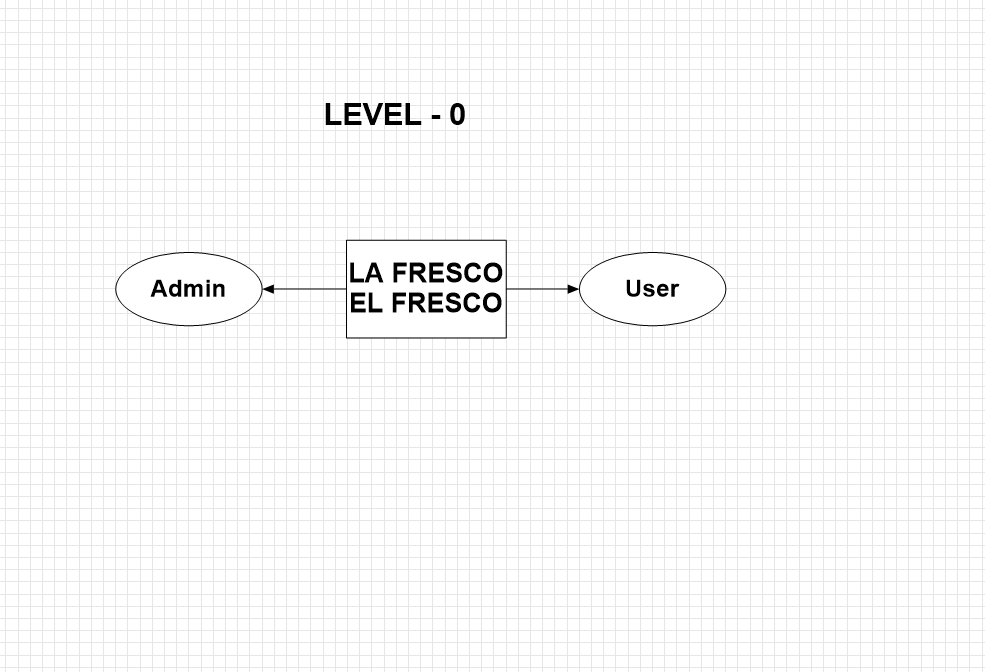 LEVEL - 0
Admin
LA FRESCO
EL FRESCO
User